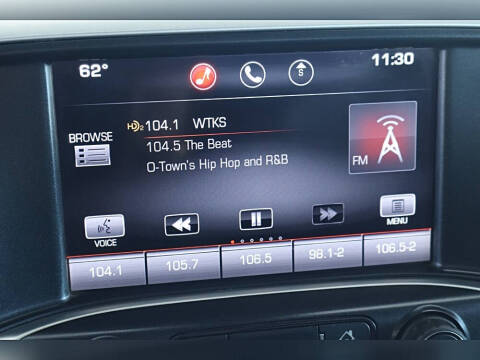 62° S 11:30
HD2 104.1 WTKS
BROWSE
104.5 The Beat
O-Town's Hip Hop and R&B
FM
VOICE
MENU
104.1 105.7 106.5 98.1-2 106.5-2